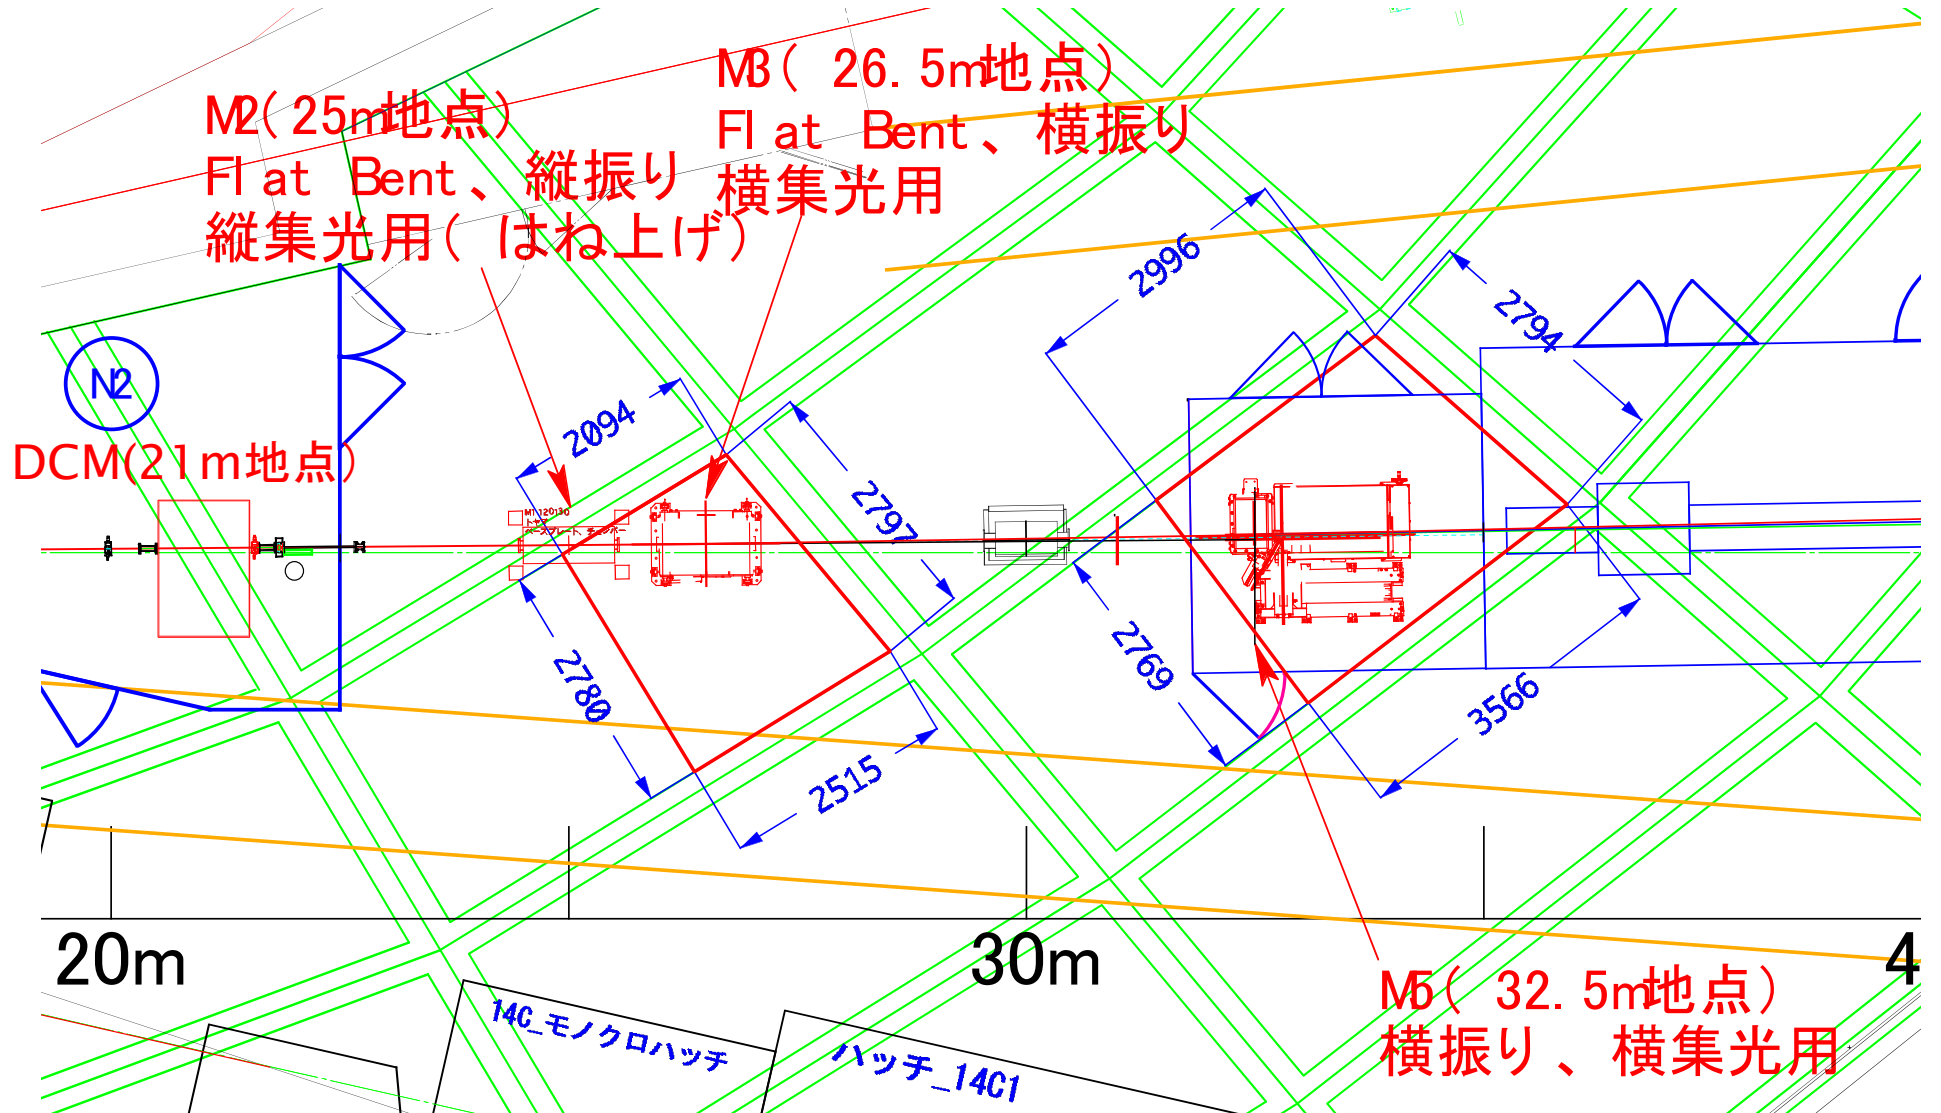 M3(26.5m地点)
Flat Bent、横振り
横集光用
M2(25m地点)
Flat Bent、縦振り
縦集光用(はね上げ)
2996
2794
N2
2094
DCM(21m地点)
2797
M1 120130
2769
2780
3566
2515
20m
30m
4
M5(32.5m地点)
横振り、横集光用
14C_モノクロハッチ
ハッチ_14C1